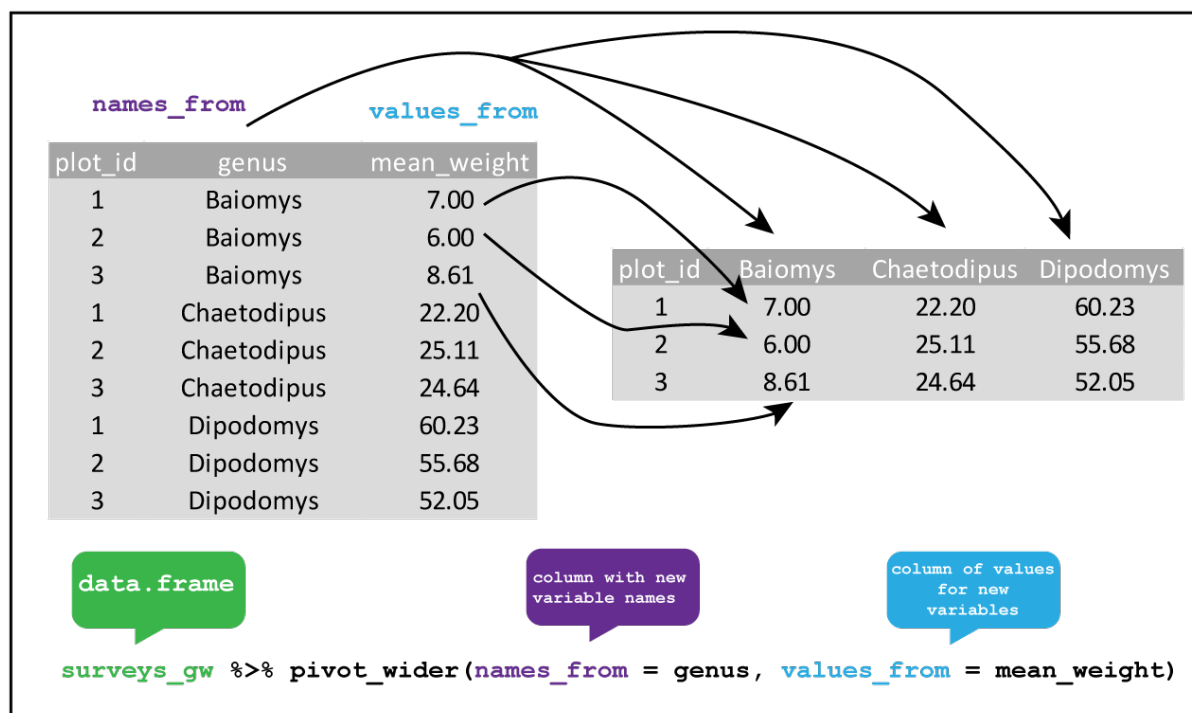 names_from values_from
plot_id genus mean_weight
1 Baiomys 7.00
2 Baiomys 6.00
3 Baiomys 8.61
1 Chaetodipus 22.20
2 Chaetodipus 25.11
3 Chaetodipus 24.64
1 Dipodomys 60.23
2 Dipodomys 55.68
3 Dipodomys 52.05
plot_id Baiomys Chaetodipus Dipodomys
1 7.00 22.20 60.23
2 6.00 25.11 55.68
3 8.61 24.64 52.05
data.frame
column with new
variable names
column of values
for new
variables
surveys_gw %>% pivot_wider(names_from = genus, values_from = mean_weight)